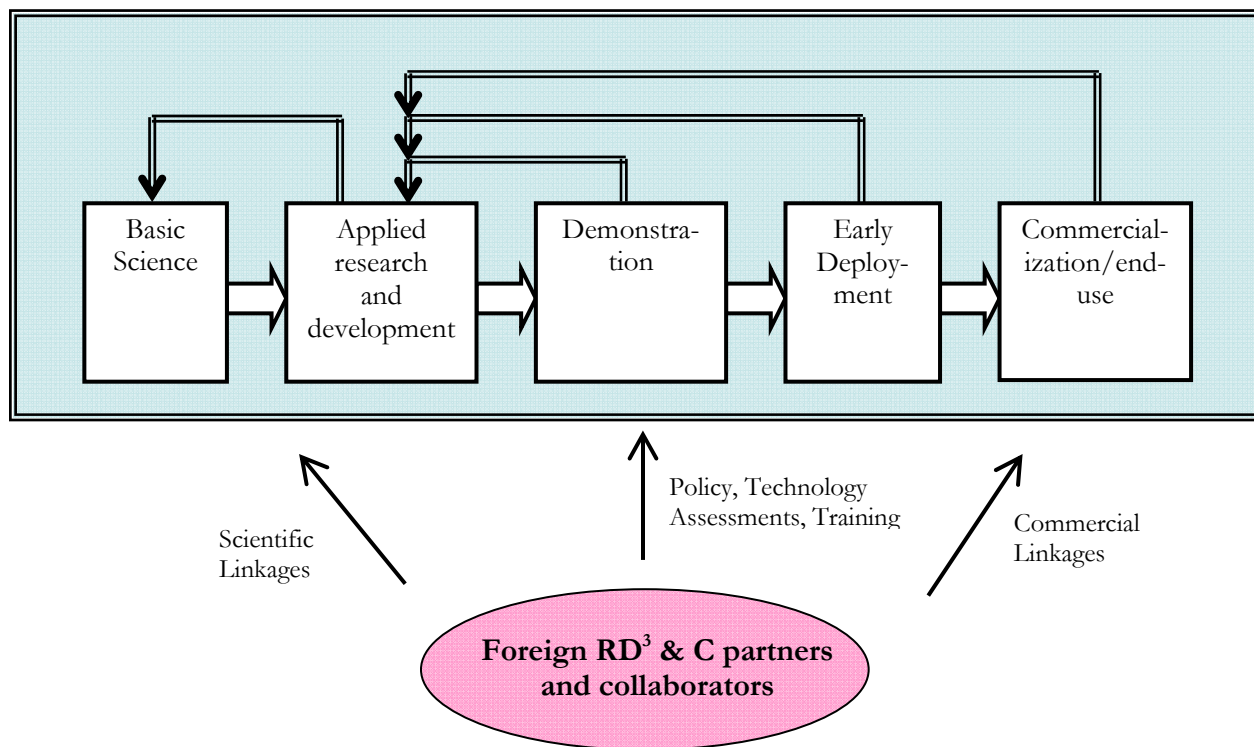 Basic
Science
Applied
research
and
development
Demonstra-
tion
Early
Deploy-
ment
Commercial-
ization/end-
use
Policy, Technology
Assessments, Training
Scientific
Linkages
Commercial
Linkages
Foreign RD³ & C partners
and collaborators